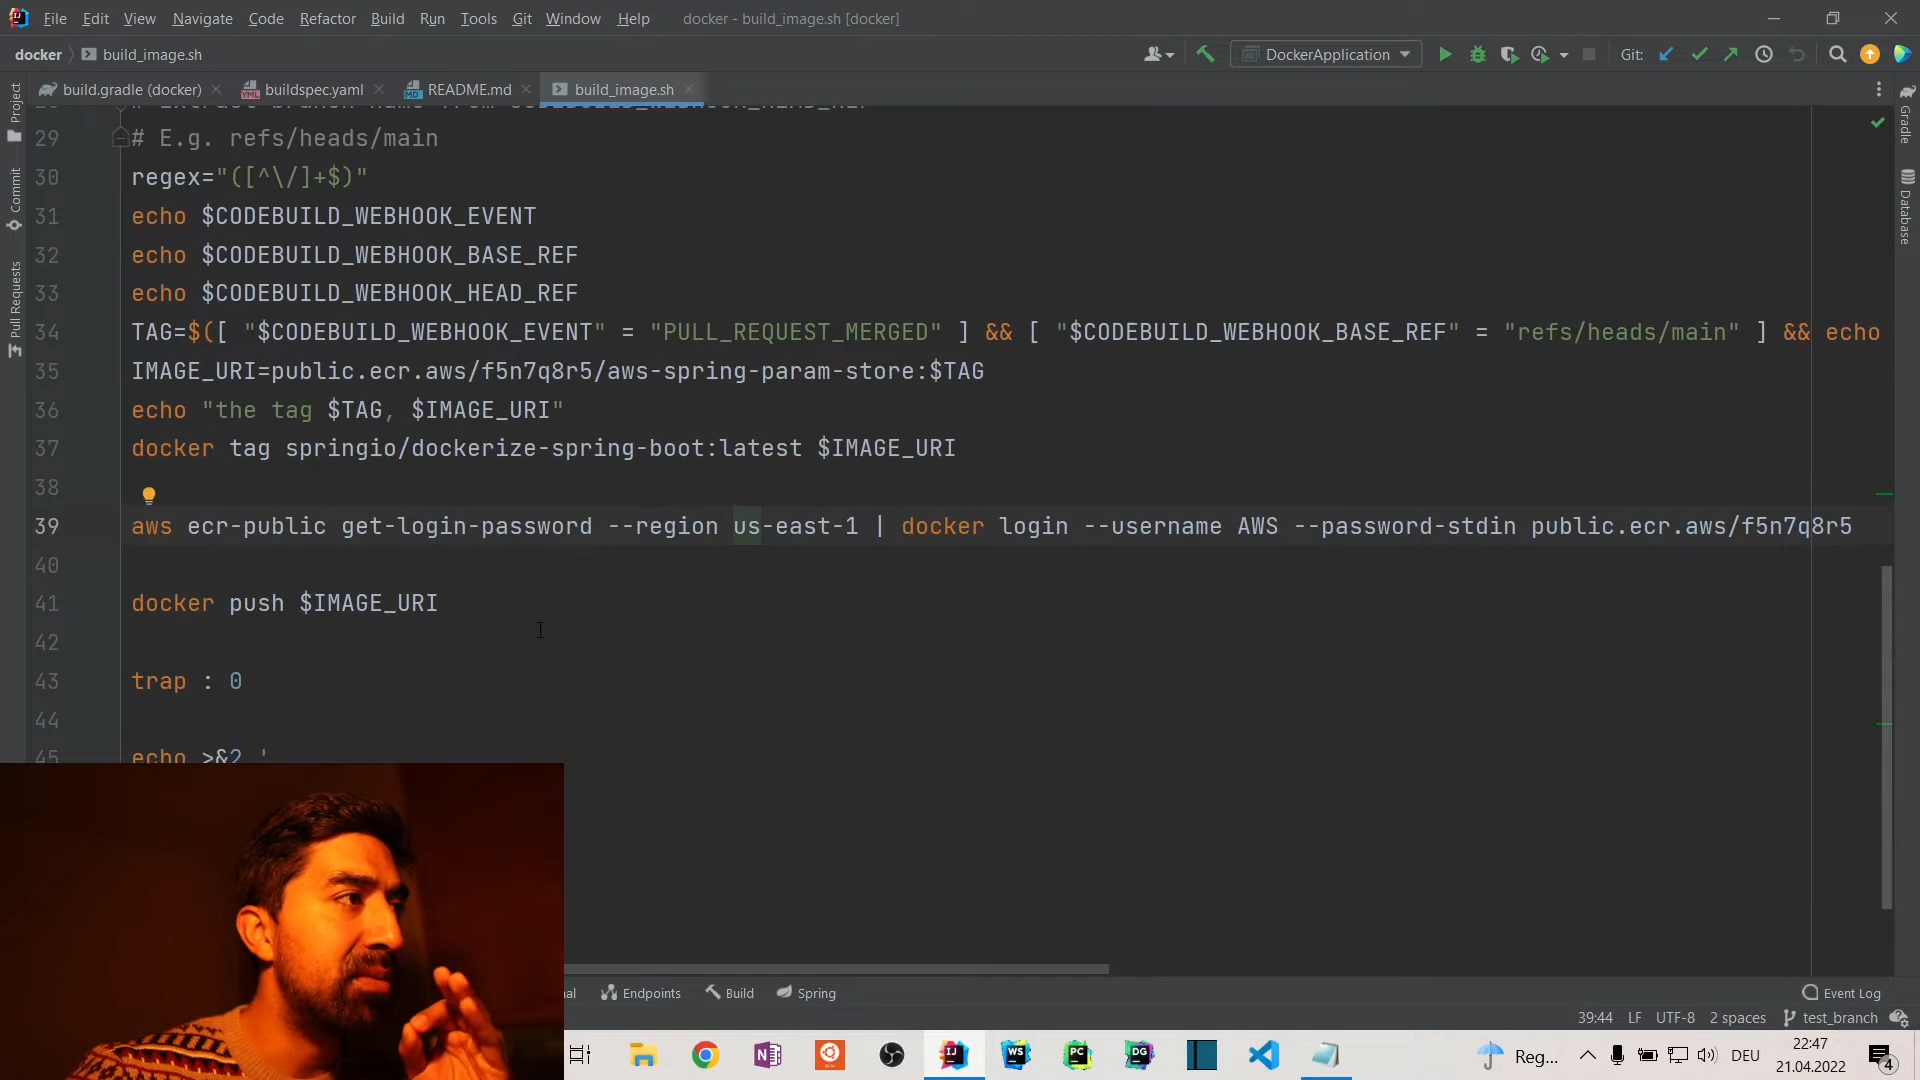 File Edit View Navigate Code Refactor Build Run Tools Git Window Help docker - build_image.sh [docker]
docker build_image.sh DockerApplication Git:
build.gradle (docker) buildspec.yaml README.md build_image.sh
Project
Commit
Pull Requests
Gradle
Database
29 # E.g. refs/heads/main
30 regex="([^\/]+$)"
31 echo $CODEBUILD_WEBHOOK_EVENT
32 echo $CODEBUILD_WEBHOOK_BASE_REF
33 echo $CODEBUILD_WEBHOOK_HEAD_REF
34 TAG=$([ "$CODEBUILD_WEBHOOK_EVENT" = "PULL_REQUEST_MERGED" ] && [ "$CODEBUILD_WEBHOOK_BASE_REF" = "refs/heads/main" ] && echo
35 IMAGE_URI=public.ecr.aws/f5n7q8r5/aws-spring-param-store:$TAG
36 echo "the tag $TAG, $IMAGE_URI"
37 docker tag springio/dockerize-spring-boot:latest $IMAGE_URI
38
39 aws ecr-public get-login-password --region us-east-1 | docker login --username AWS --password-stdin public.ecr.aws/f5n7q8r5
40
41 docker push $IMAGE_URI
42
43 trap : 0
44
45 echo >&2 '
nal Endpoints Build Spring Event Log
39:44 LF UTF-8 2 spaces test_branch
Reg... DEU 22:47
21.04.2022 4